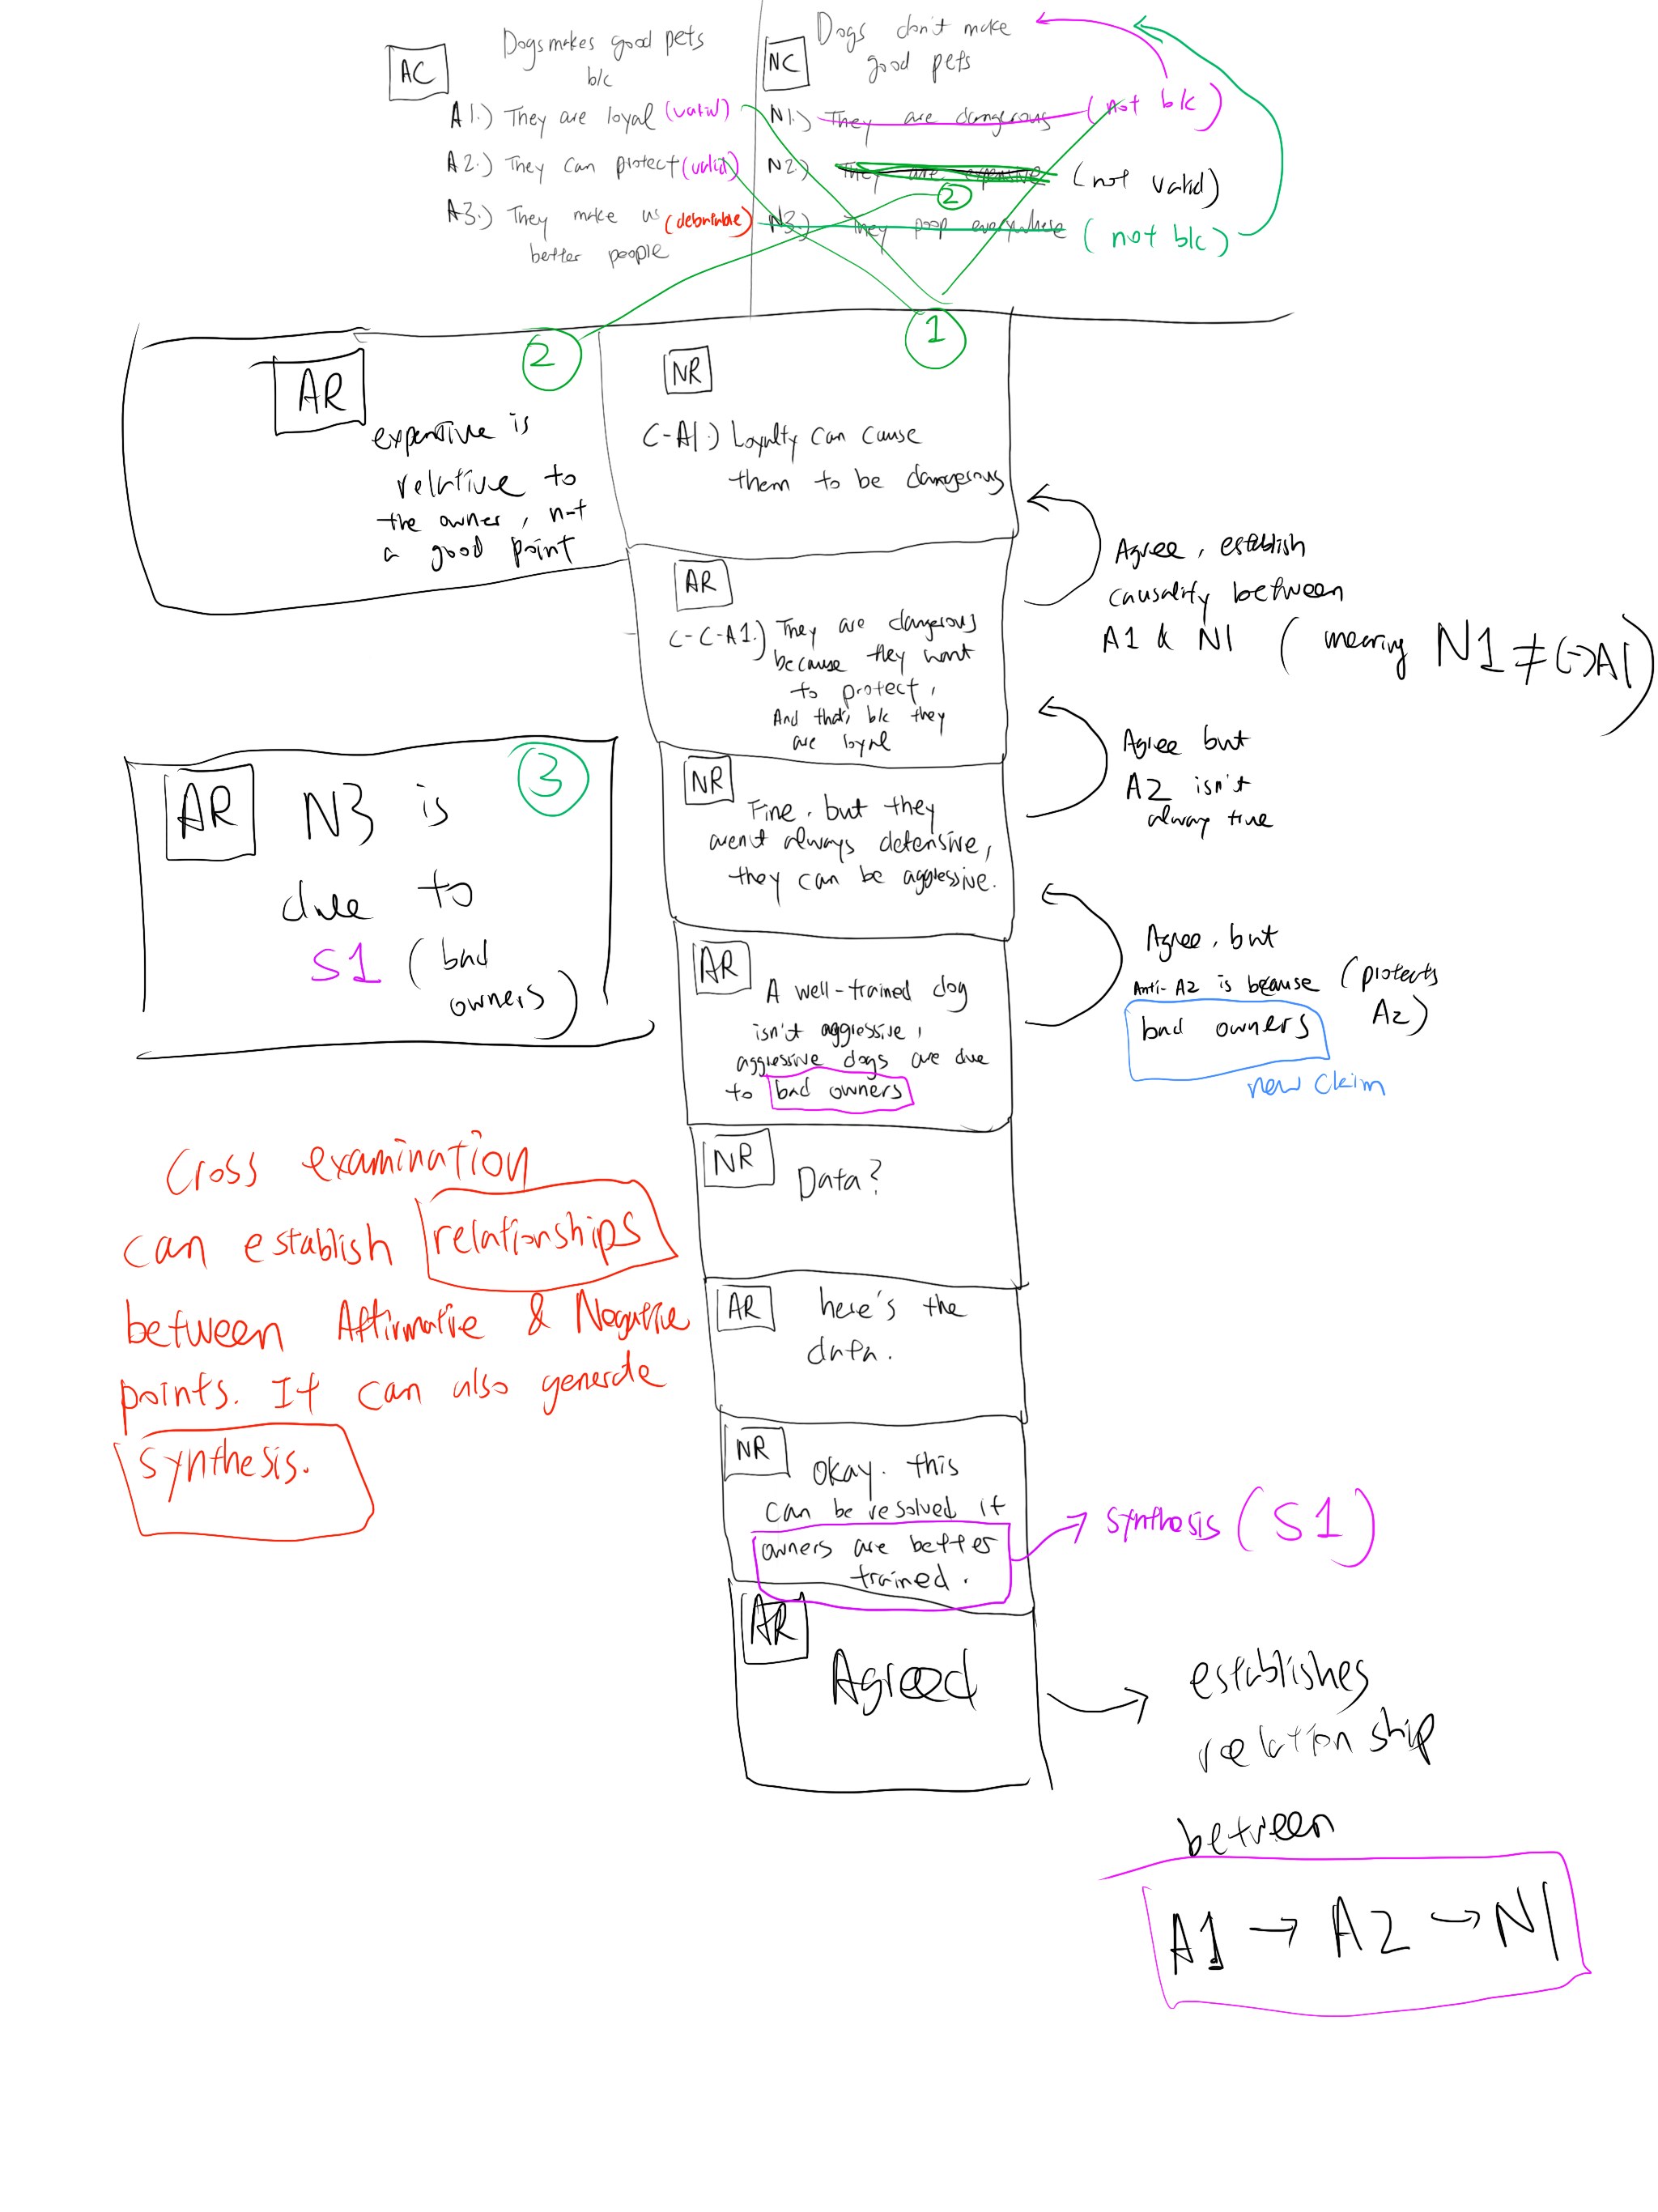 AC
Dogs makes good pets
b/c
A1.) They are loyal (valid)
A2.) They can protect (valid)
A3.) They make us (debatable)
better people
NC
Dogs don't make
good pets
N1.) They are dangerous (not b/c)
N2.) They are expensive (not valid)
2
N3.) They poop everywhere (not b/c)
2
AR
expensive is
relative to
the owner, not
a good point
1
NR
C-A1.) Loyalty can cause
them to be dangerous
AR
C-C-A1.) They are dangerous
because they want
to protect,
And that's b/c they
are loyal
Agree, establish
causality between
A1 & N1 (meaning N1 ≠ (-)A1)
NR
Fine, but they
aren't always defensive,
they can be aggressive.
Agree but
A2 isn't
always true
3
AR N3 is
due to
S1 (bad
owners)
AR
A well-trained dog
isn't aggressive,
aggressive dogs are due
to bad owners
Agree, but
Anti-A2 is because (protects
bad owners A2)
new claim
NR
Data?
AR
here's the
data.
Cross examination
can establish relationships
between Affirmative & Negative
points. It can also generate
synthesis.
NR
Okay. this
can be resolved if
owners are better
trained.
synthesis (S1)
AR
Agreed
establishes
relationship
between
A1 → A2 → N1